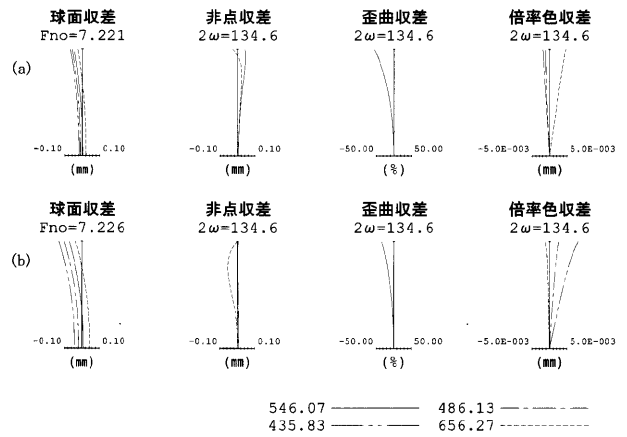 球面収差 非点収差 歪曲収差 倍率色収差
Fno=7.221 2ω=134.6 2ω=134.6 2ω=134.6
(a)
-0.10 0.10 -0.10 0.10 -50.00 50.00 -5.0E-003 5.0E-003
(mm) (mm) (%) (mm)
球面収差 非点収差 歪曲収差 倍率色収差
Fno=7.226 2ω=134.6 2ω=134.6 2ω=134.6
(b)
-0.10 0.10 -0.10 0.10 -50.00 50.00 -5.0E-003 5.0E-003
(mm) (mm) (%) (mm)
546.07 486.13
435.83 656.27